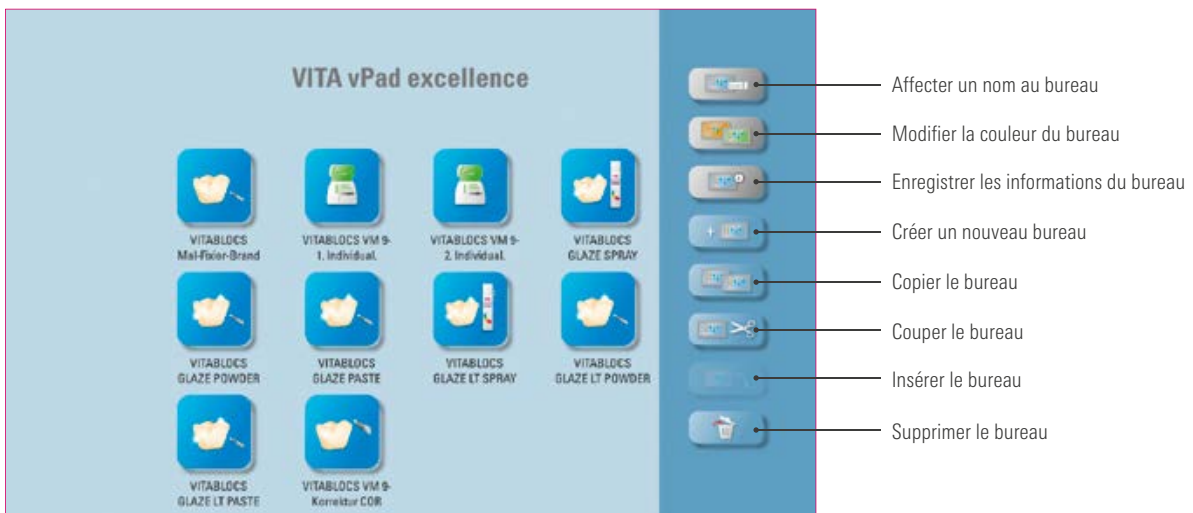 VITA vPad excellence
VITABLOCS
Mal-Fixier-Brand
VITABLOCS VM 9-
1. Individual.
VITABLOCS VM 9-
2. Individual.
VITABLOCS
GLAZE SPRAY
VITABLOCS
GLAZE POWDER
VITABLOCS
GLAZE PASTE
VITABLOCS
GLAZE LT SPRAY
VITABLOCS
GLAZE LT POWDER
VITABLOCS
GLAZE LT PASTE
VITABLOCS VM 9-
Korrektur COR
Affecter un nom au bureau
Modifier la couleur du bureau
Enregistrer les informations du bureau
Créer un nouveau bureau
Copier le bureau
Couper le bureau
Insérer le bureau
Supprimer le bureau